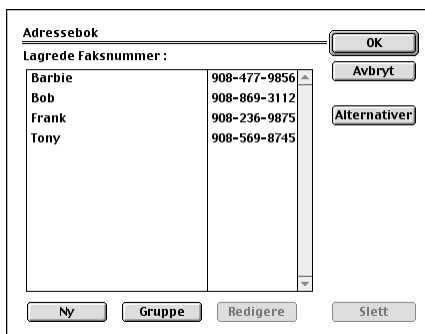 Adressebok
OK
Lagrede Faksnummer :
Avbryt
Barbie 908-477-9856
Bob 908-869-3112
Frank 908-236-9875
Alternativer
Tony 908-569-8745
Ny Gruppe Redigere Slett